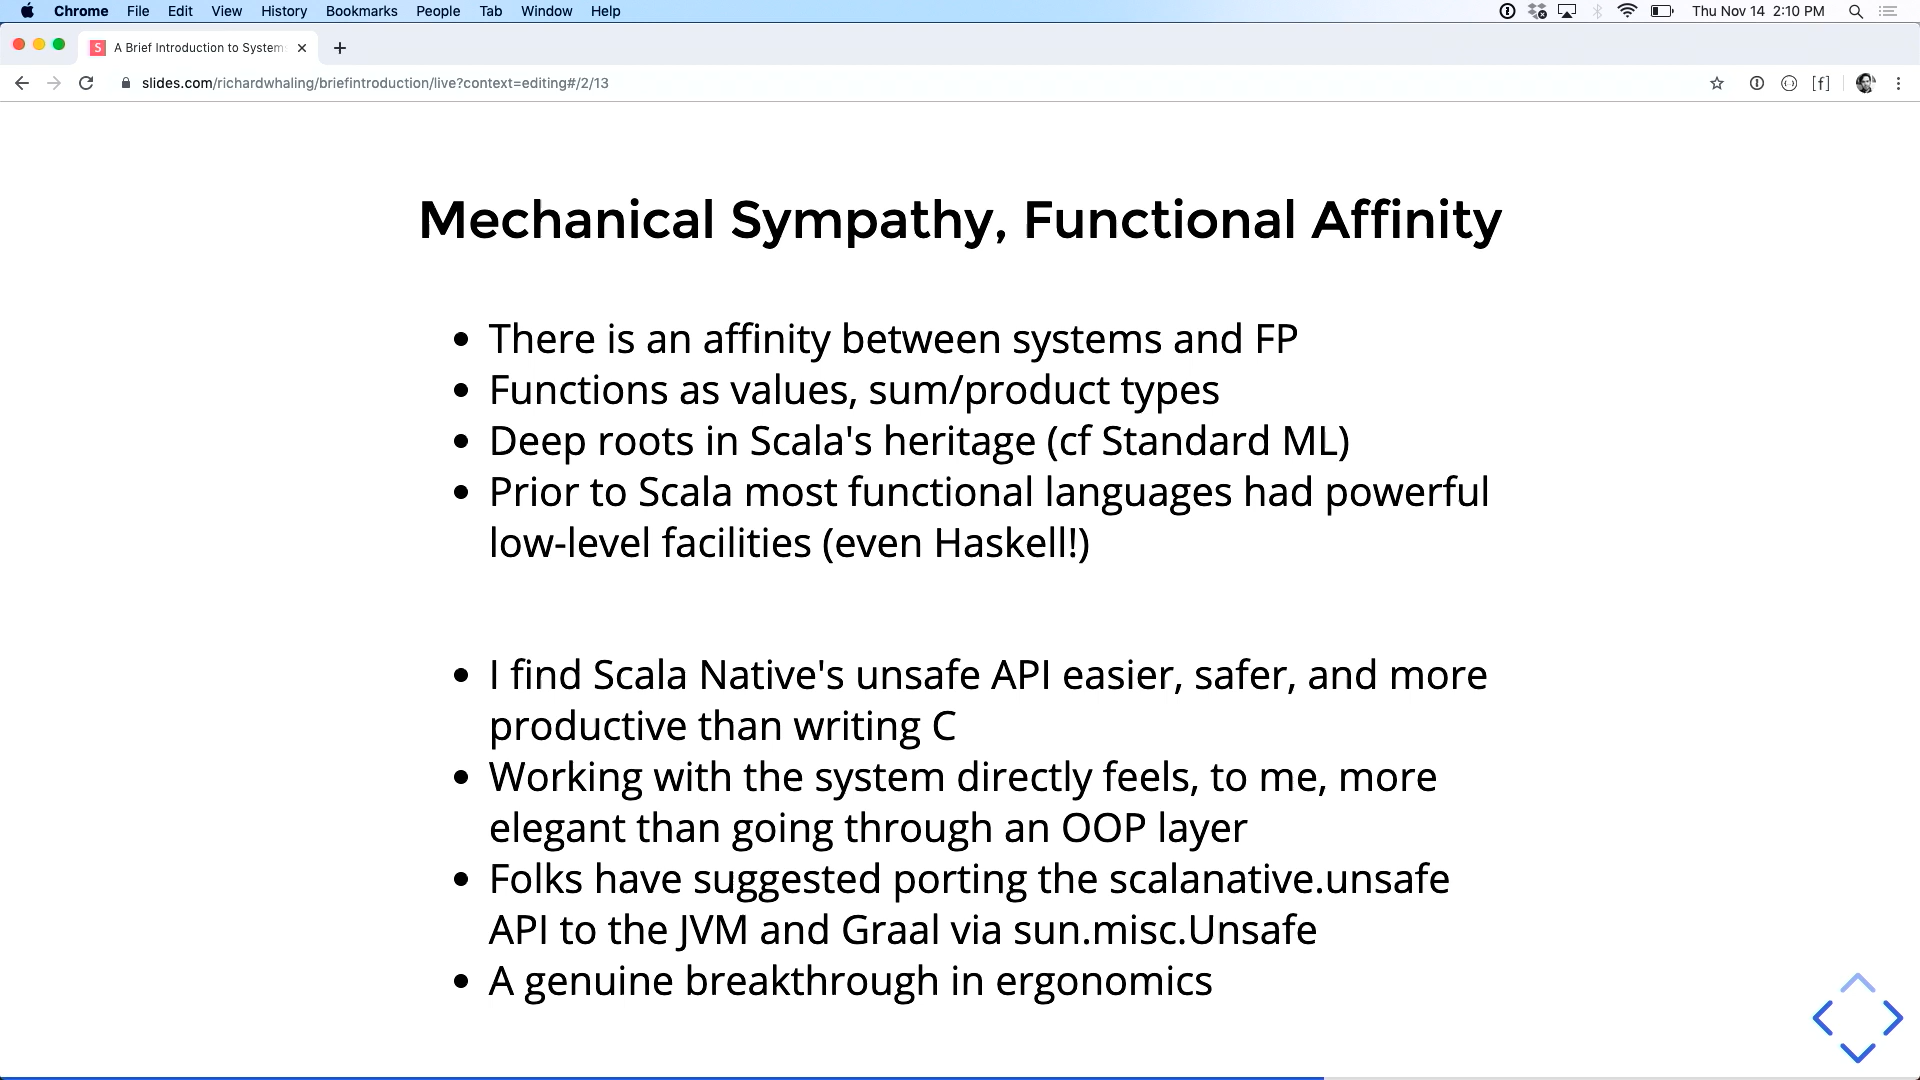 Chrome File Edit View History Bookmarks People Tab Window Help Thu Nov 14 2:10 PM
S A Brief Introduction to System
slides.com/richardwhaling/briefintroduction/live?context=editing#/2/13 [f]
Mechanical Sympathy, Functional Affinity
• There is an affinity between systems and FP
• Functions as values, sum/product types
• Deep roots in Scala's heritage (cf Standard ML)
• Prior to Scala most functional languages had powerful
low-level facilities (even Haskell!)
• I find Scala Native's unsafe API easier, safer, and more
productive than writing C
• Working with the system directly feels, to me, more
elegant than going through an OOP layer
• Folks have suggested porting the scalanative.unsafe
API to the JVM and Graal via sun.misc.Unsafe
• A genuine breakthrough in ergonomics